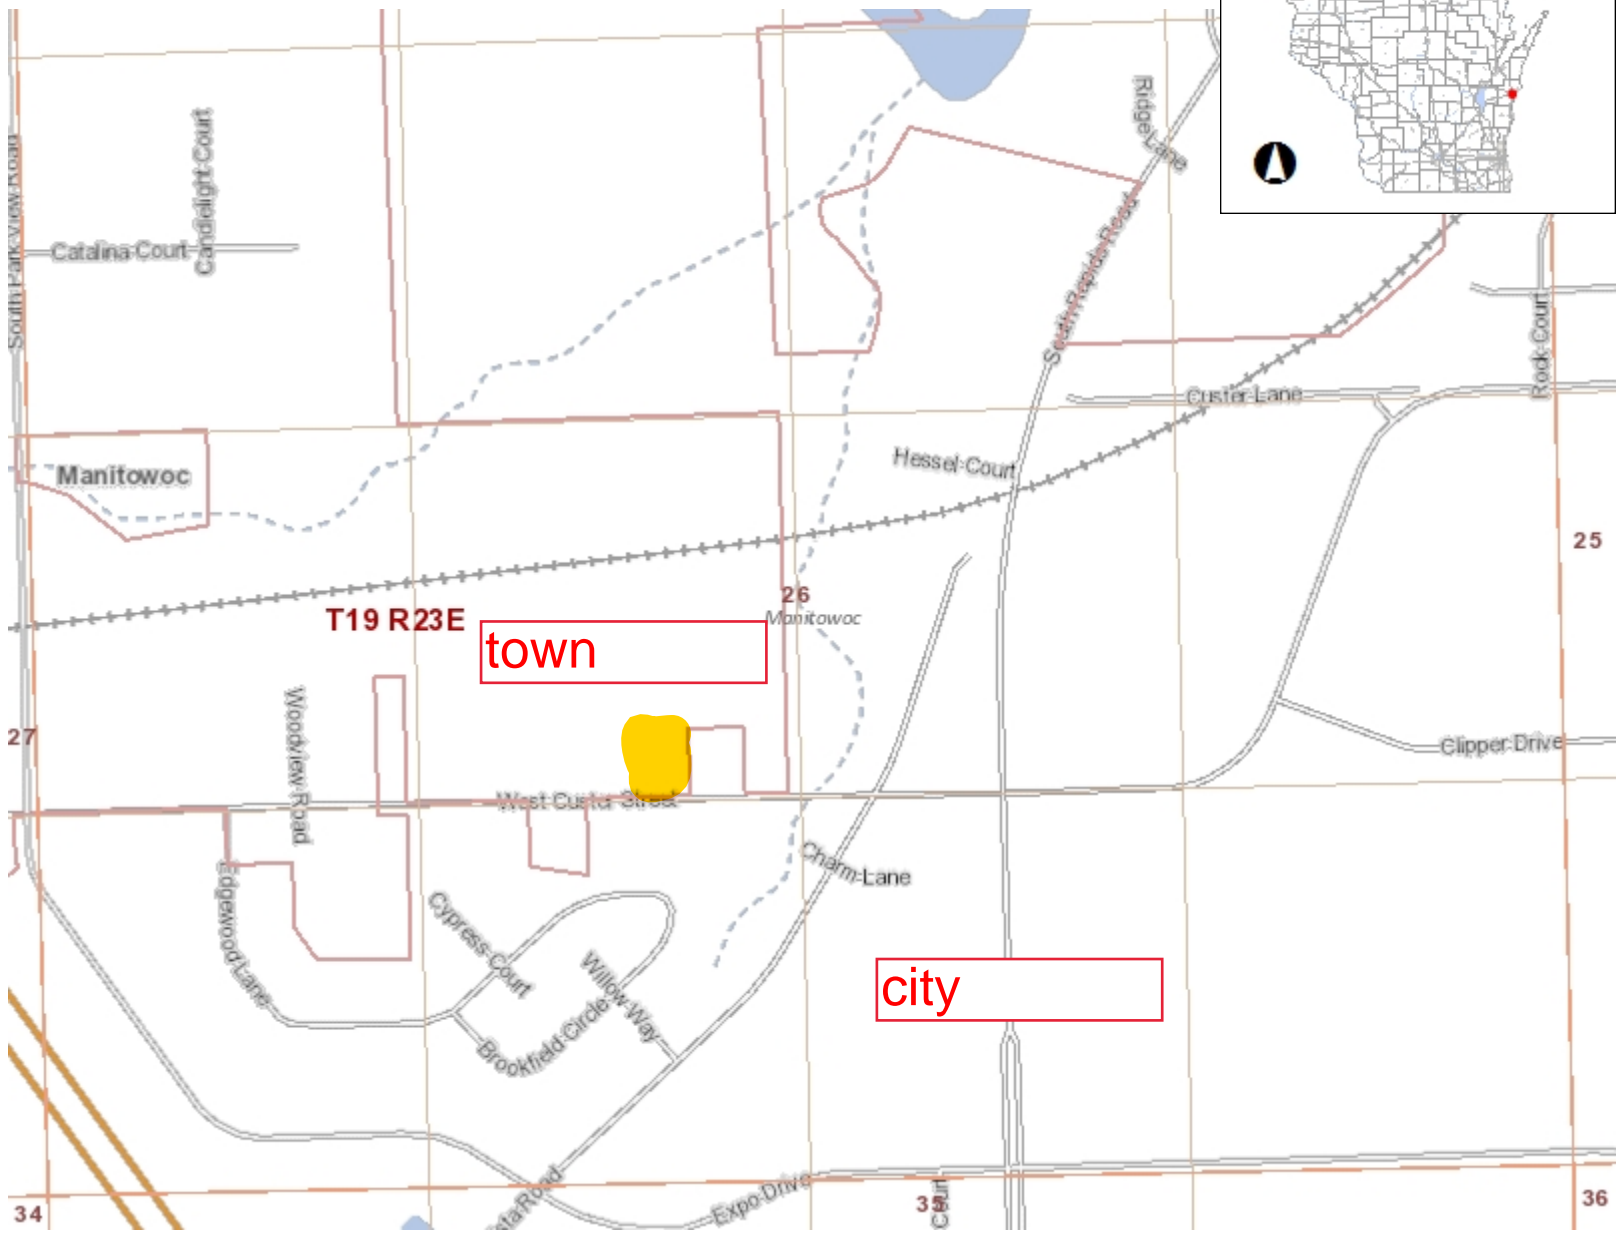 Ridge Lane
South Park View Road
Candlelight Court
Catalina Court
South Rapids Road
Rock Court
Custer Lane
Hessel Court
Manitowoc
25
26
Manitowoc
T19 R23E
town
27
Woodview Road
Clipper Drive
West Custer Street
Charm Lane
Edgewood Lane
Cypress Court
Willow Way
Brookfield Circle
city
Expo Drive
Road
Court
34
35
36